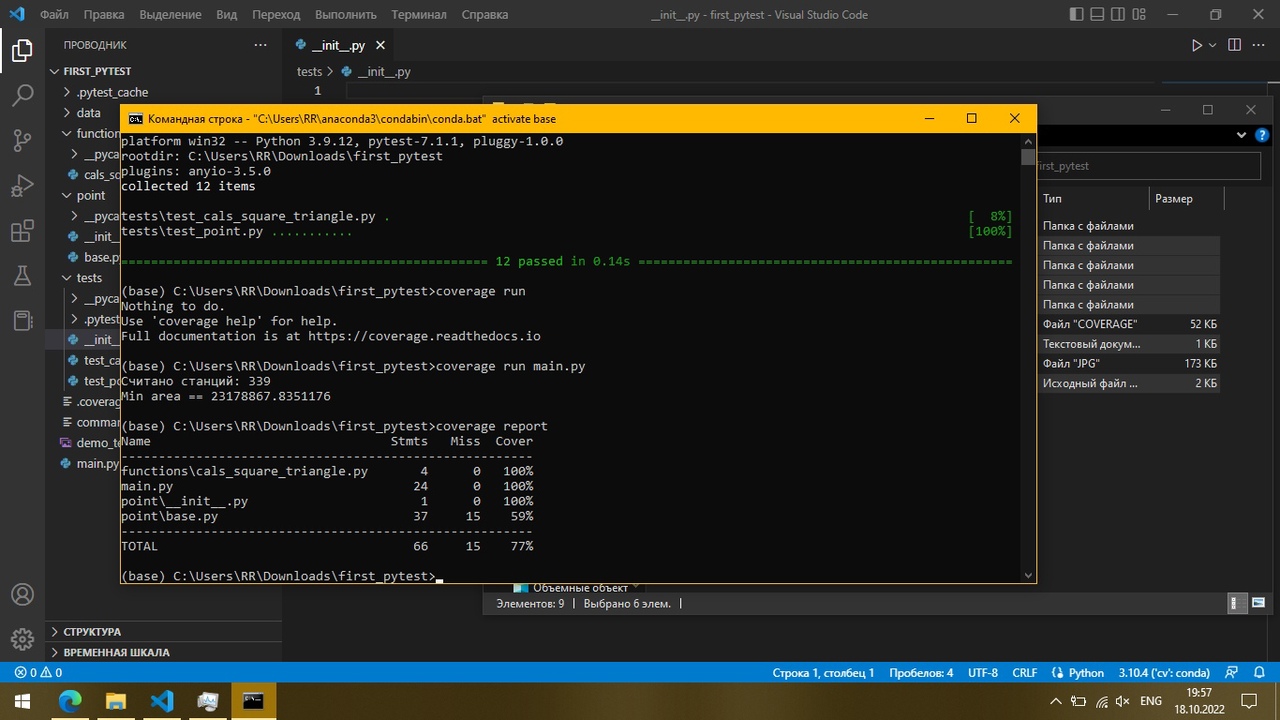 Файл Правка Выделение Вид Переход Выполнить Терминал Справка __init__.py - first_pytest - Visual Studio Code
ПРОВОДНИК ···
__init__.py
FIRST_PYTEST
tests > __init__.py
.pytest_cache
1
data
function
__pyca
cals_sq
point
__pyca
__init_
base.py
tests
__pyca
.pytest
__init_
test_ca
test_po
.coverag
comman
demo_te
main.py
Командная строка - "C:\Users\RR\anaconda3\condabin\conda.bat" activate base
platform win32 -- Python 3.9.12, pytest-7.1.1, pluggy-1.0.0
rootdir: C:\Users\RR\Downloads\first_pytest
plugins: anyio-3.5.0
collected 12 items
tests\test_cals_square_triangle.py . [  8%]
tests\test_point.py ........... [100%]
12 passed in 0.14s
(base) C:\Users\RR\Downloads\first_pytest>coverage run
Nothing to do.
Use 'coverage help' for help.
Full documentation is at https://coverage.readthedocs.io
(base) C:\Users\RR\Downloads\first_pytest>coverage run main.py
Считано станций: 339
Min area == 23178867.8351176
(base) C:\Users\RR\Downloads\first_pytest>coverage report
Name Stmts Miss Cover
-------------------------------------------------------
functions\cals_square_triangle.py 4 0 100%
main.py 24 0 100%
point\__init__.py 1 0 100%
point\base.py 37 15 59%
-------------------------------------------------------
TOTAL 66 15 77%
(base) C:\Users\RR\Downloads\first_pytest>
first_pytest
Тип Размер
Папка с файлами
Папка с файлами
Папка с файлами
Папка с файлами
Папка с файлами
Файл "COVERAGE" 52 КБ
Текстовый докум... 1 КБ
Файл "JPG" 173 КБ
Исходный файл ... 2 КБ
Объемные объект
Элементов: 9 Выбрано 6 элем.
СТРУКТУРА
ВРЕМЕННАЯ ШКАЛА
0 0 Строка 1, столбец 1 Пробелов: 4 UTF-8 CRLF Python 3.10.4 ('cv': conda)
ENG 19:57
18.10.2022